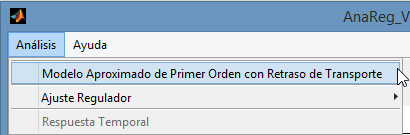 AnaReg_V
Análisis Ayuda
Modelo Aproximado de Primer Orden con Retraso de Transporte
Ajuste Regulador
Respuesta Temporal